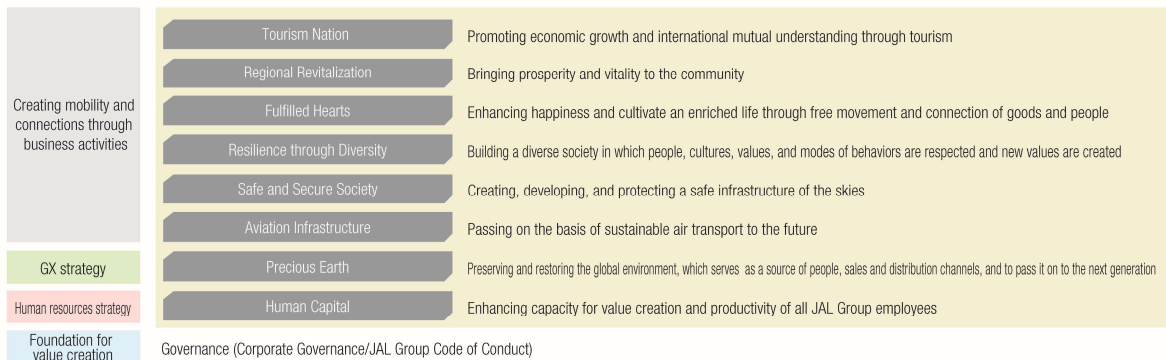 Creating mobility and
connections through
business activities
Tourism Nation Promoting economic growth and international mutual understanding through tourism
Regional Revitalization Bringing prosperity and vitality to the community
Fulfilled Hearts Enhancing happiness and cultivate an enriched life through free movement and connection of goods and people
Resilience through Diversity Building a diverse society in which people, cultures, values, and modes of behaviors are respected and new values are created
Safe and Secure Society Creating, developing, and protecting a safe infrastructure of the skies
Aviation Infrastructure Passing on the basis of sustainable air transport to the future
GX strategy Precious Earth Preserving and restoring the global environment, which serves as a source of people, sales and distribution channels, and to pass it on to the next generation
Human resources strategy Human Capital Enhancing capacity for value creation and productivity of all JAL Group employees
Foundation for
value creation
Governance (Corporate Governance/JAL Group Code of Conduct)